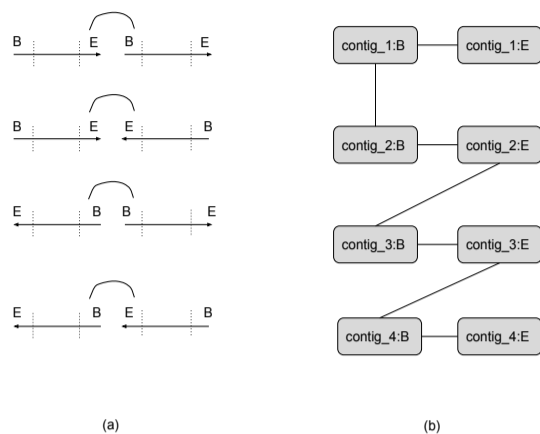 B E B E
B E E B
E B B E
E B E B
(a)
contig_1:B contig_1:E
contig_2:B contig_2:E
contig_3:B contig_3:E
contig_4:B contig_4:E
(b)